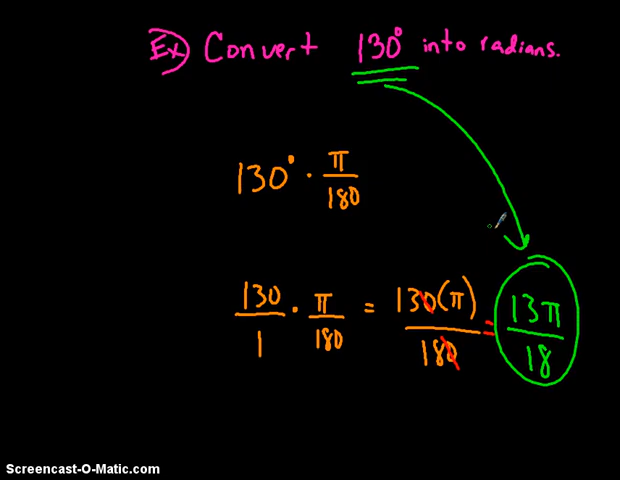 Ex) Convert 130° into radians.
130° · π/180
130/1 · π/180 = 130(π)/180 = 13π/18
Screencast-O-Matic.com